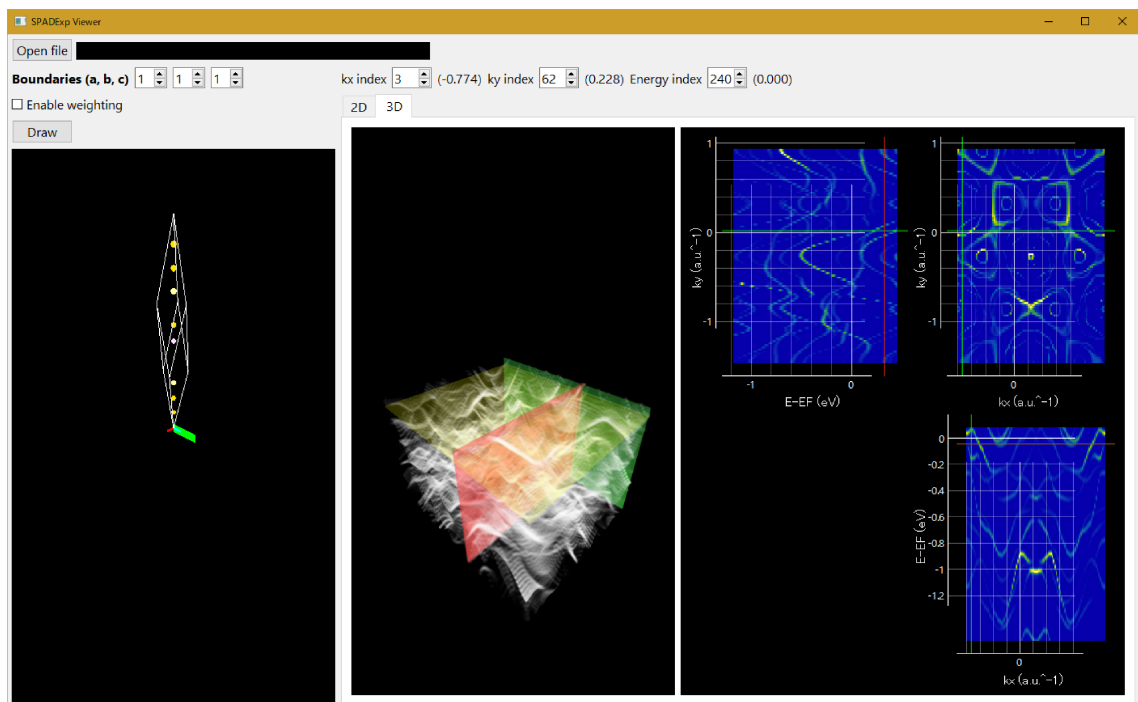 SPADExp Viewer
Open file
Boundaries (a, b, c) 1 1 1
kx index 3 (-0.774) ky index 62 (0.228) Energy index 240 (0.000)
Enable weighting
2D 3D
Draw
1
0
-1
ky (a.u.^-1)
-1 0
E-EF (eV)
1
0
-1
ky (a.u.^-1)
0
kx (a.u.^-1)
0
-0.2
-0.4
-0.6
-0.8
-1
-1.2
E-EF (eV)
0
kx (a.u.^-1)